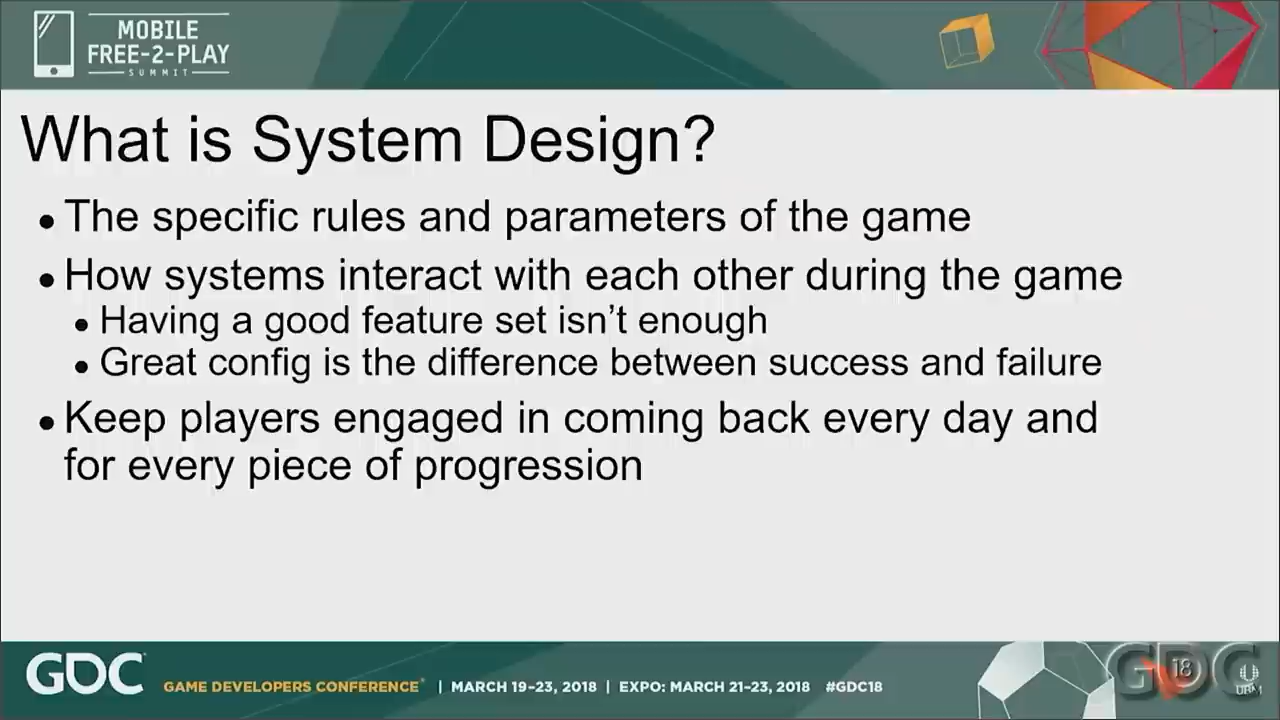 MOBILE
FREE-2-PLAY
SUMMIT
What is System Design?
• The specific rules and parameters of the game
• How systems interact with each other during the game
• Having a good feature set isn't enough
• Great config is the difference between success and failure
• Keep players engaged in coming back every day and
for every piece of progression
GDC
GAME DEVELOPERS CONFERENCE® | MARCH 19–23, 2018 | EXPO: MARCH 21–23, 2018 #GDC18
GDC
18
UBM